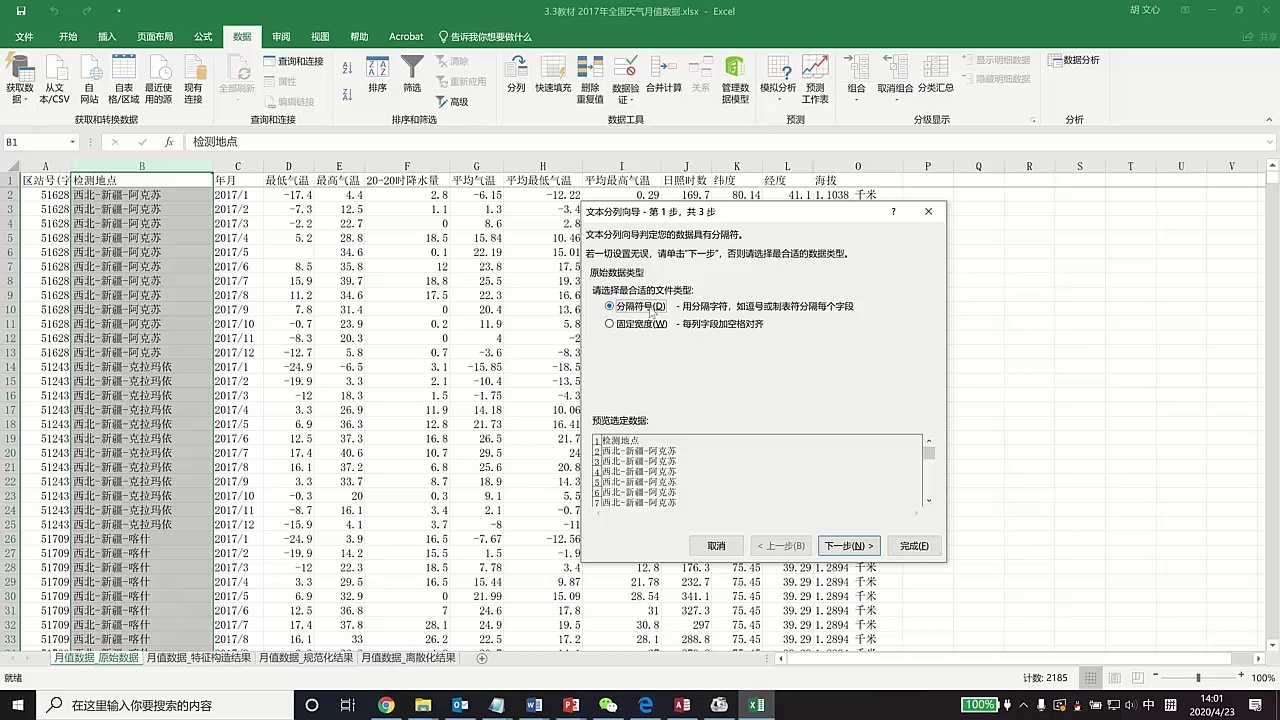 3.3教材 2017年全国天气月值数据.xlsx - Excel
胡 文心
文件 开始 插入 页面布局 公式 数据 审阅 视图 帮助 Acrobat 告诉我你想要做什么 共享
获取数据 从文本/CSV 自网站 自表格/区域 最近使用的源 现有连接 全部刷新 查询和连接 属性 编辑链接 排序 筛选 清除 重新应用 高级 分列 快速填充 删除重复值 数据验证 合并计算 关系 管理数据模型 模拟分析 预测工作表 组合 取消组合 分类汇总 显示明细数据 隐藏明细数据 数据分析
获取和转换数据 查询和连接 排序和筛选 数据工具 预测 分级显示 分析
B1 fx 检测地点
A B C D E F G H I J K L O P Q R S T U V
1 区站号(字 检测地点 年月 最低气温 最高气温 20-20时降水量 平均气温 平均最低气温 平均最高气温 日照时数 纬度 经度 海拔
2 51628 西北-新疆-阿克苏 2017/1 -17.4 4.4 2.8 -6.15 -12.22 0.29 169.7 80.14 41.1 1.1038 千米
3 51628 西北-新疆-阿克苏 2017/2 -7.3 12.5 1.1 1.3 -3.4
4 51628 西北-新疆-阿克苏 2017/3 -2.2 22.7 0 8.6 2.8
5 51628 西北-新疆-阿克苏 2017/4 5.2 28.8 18.5 15.84 10.46
6 51628 西北-新疆-阿克苏 2017/5 34.6 0.1 22.19 15.01
7 51628 西北-新疆-阿克苏 2017/6 8.5 35.8 12 23.8 17.5
8 51628 西北-新疆-阿克苏 2017/7 15.9 39.7 18.8 25.5 19.3
9 51628 西北-新疆-阿克苏 2017/8 11.2 34.6 17.5 22.3 16.6
10 51628 西北-新疆-阿克苏 2017/9 7.8 31.4 0 20.4 13.6
11 51628 西北-新疆-阿克苏 2017/10 -0.7 23.9 0.2 11.9 5.8
12 51628 西北-新疆-阿克苏 2017/11 -8.3 20.3 0 4 -2
13 51628 西北-新疆-阿克苏 2017/12 -12.7 5.8 0.7 -3.6 -8.3
14 51243 西北-新疆-克拉玛依 2017/1 -24.9 -6.5 3.1 -15.85 -18.5
15 51243 西北-新疆-克拉玛依 2017/2 -19.9 3.3 2.1 -10.4 -13.5
16 51243 西北-新疆-克拉玛依 2017/3 -12 18.3 1.5 -1.75 -4.3
17 51243 西北-新疆-克拉玛依 2017/4 3.3 26.9 11.9 14.18 10.06
18 51243 西北-新疆-克拉玛依 2017/5 6.9 36.3 12.8 21.73 16.41
19 51243 西北-新疆-克拉玛依 2017/6 12.5 37.3 16.8 26.5 21.7
20 51243 西北-新疆-克拉玛依 2017/7 17.4 40.6 10.7 29.5 24
21 51243 西北-新疆-克拉玛依 2017/8 16.1 37.2 6.8 25.6 20.8
22 51243 西北-新疆-克拉玛依 2017/9 3.3 33.7 8.7 18.9 14.3
23 51243 西北-新疆-克拉玛依 2017/10 -0.3 20 0.3 9.1 5.5
24 51243 西北-新疆-克拉玛依 2017/11 -8.7 16.1 3.4 2.1 -0.7
25 51243 西北-新疆-克拉玛依 2017/12 -15.9 4.1 3.7 -8 -11
26 51709 西北-新疆-喀什 2017/1 -24.9 3.9 16.5 -7.67 -12.56
27 51709 西北-新疆-喀什 2017/2 -19.9 14.2 15.5 1.5 -1.9
28 51709 西北-新疆-喀什 2017/3 -12 22.3 18.5 7.78 3.4 12.8 176.3 75.45 39.29 1.2894 千米
29 51709 西北-新疆-喀什 2017/4 3.3 29.5 16.5 15.44 9.87 21.78 232.7 75.45 39.29 1.2894 千米
30 51709 西北-新疆-喀什 2017/5 6.9 32.9 0 21.99 15.09 28.54 341.1 75.45 39.29 1.2894 千米
31 51709 西北-新疆-喀什 2017/6 12.5 36.8 7 24.6 17.8 31 327.3 75.45 39.29 1.2894 千米
32 51709 西北-新疆-喀什 2017/7 17.4 37.8 28.1 24.9 19.5 30.8 297 75.45 39.29 1.2894 千米
33 51709 西北-新疆-喀什 2017/8 16.1 33 26.2 22.5 17.2 28.1 288.8 75.45 39.29 1.2894 千米
文本分列向导 - 第 1 步，共 3 步
文本分列向导判定您的数据具有分隔符。
若一切设置无误，请单击“下一步”，否则请选择最合适的数据类型。
原始数据类型
请选择最合适的文件类型:
分隔符号(D) - 用分隔字符，如逗号或制表符分隔每个字段
固定宽度(W) - 每列字段加空格对齐
预览选定数据:
1 检测地点
2 西北-新疆-阿克苏
3 西北-新疆-阿克苏
4 西北-新疆-阿克苏
5 西北-新疆-阿克苏
6 西北-新疆-阿克苏
7 西北-新疆-阿克苏
取消 < 上一步(B) 下一步(N) > 完成(F)
月值数据_原始数据 月值数据_特征构造结果 月值数据_规范化结果 月值数据_离散化结果
就绪 计数: 2185 100%
在这里输入你要搜索的内容 100% 中 14:01
2020/4/23